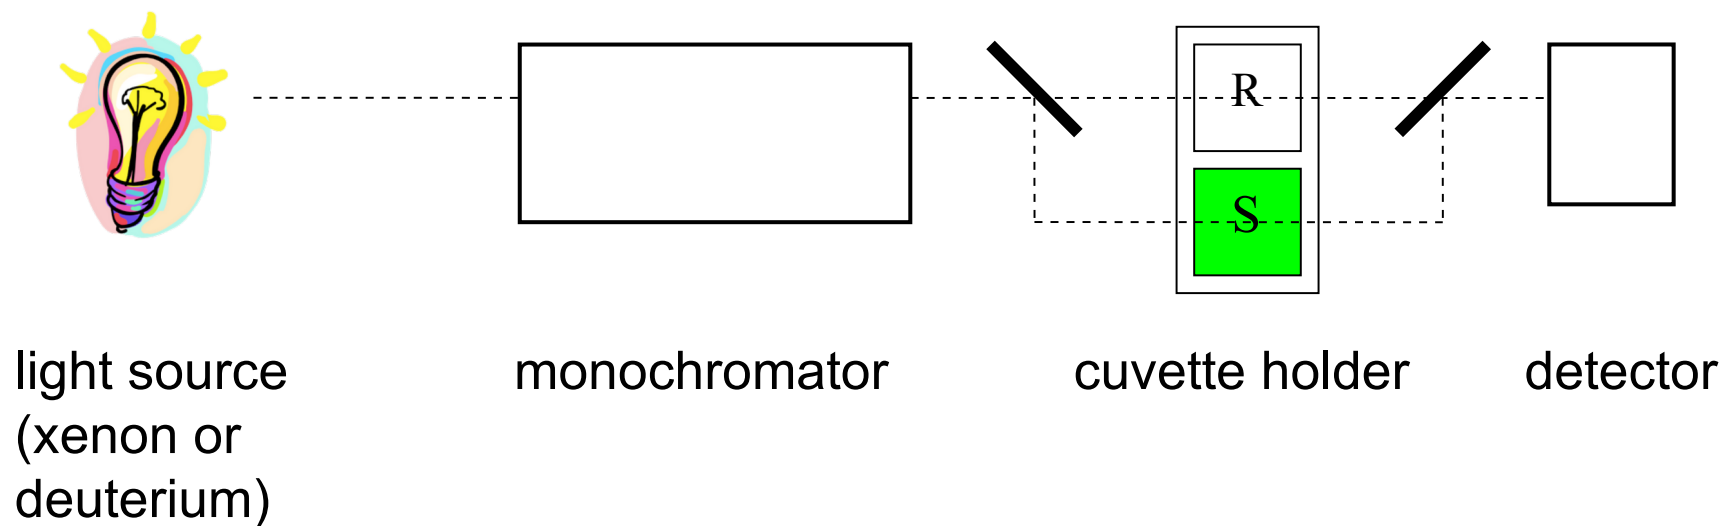 R
S
light source
(xenon or
deuterium)
monochromator
cuvette holder
detector